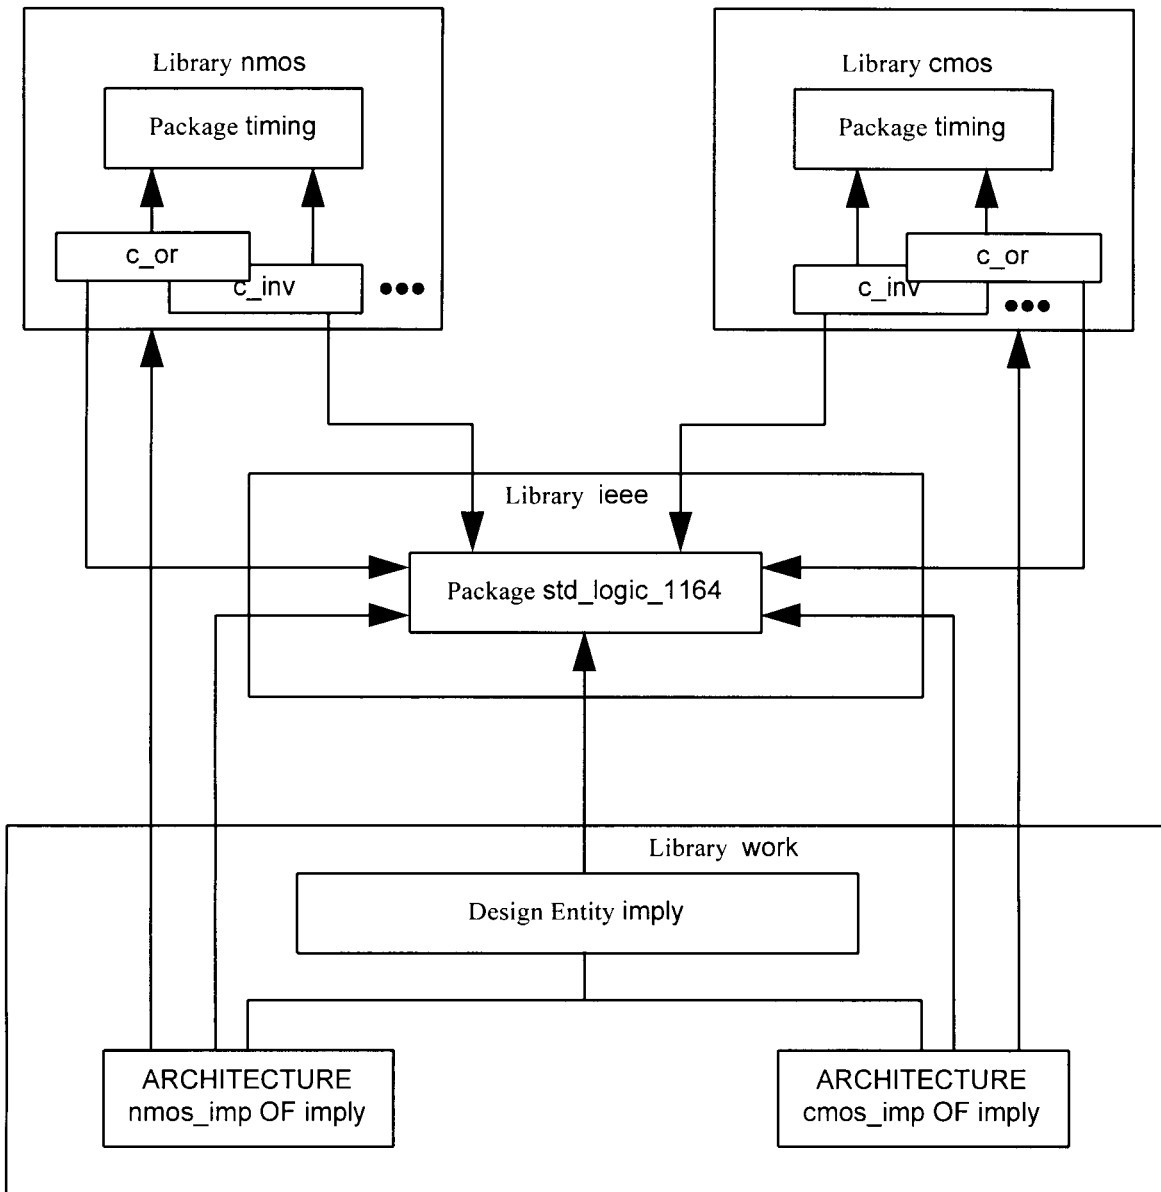 Library nmos
Library cmos
Package timing
Package timing
c_or
c_or
c_inv
c_inv
Library ieee
Package std_logic_1164
Library work
Design Entity imply
ARCHITECTURE
nmos_imp OF imply
ARCHITECTURE
cmos_imp OF imply